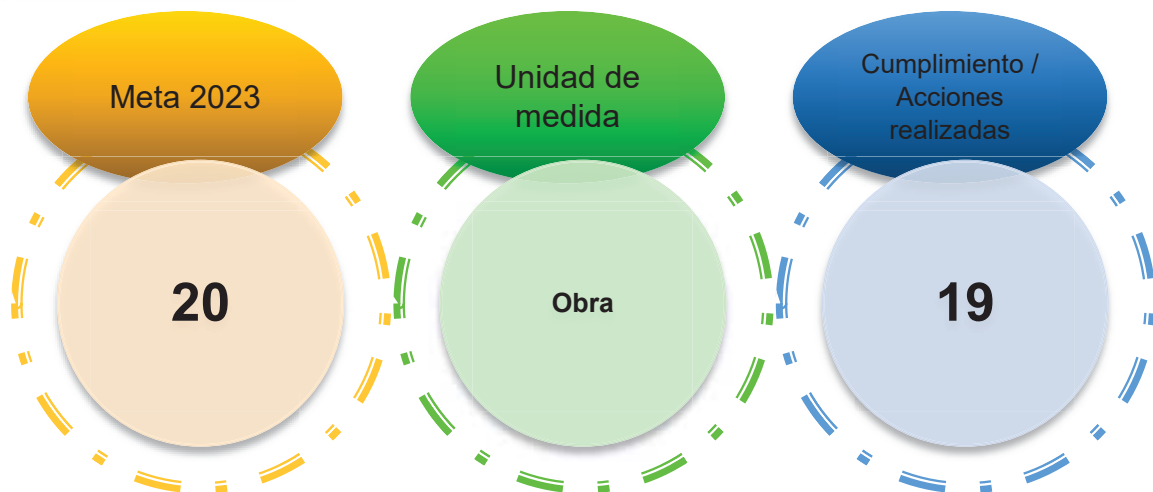 Meta 2023
Unidad de
medida
Cumplimiento /
Acciones
realizadas
20
Obra
19